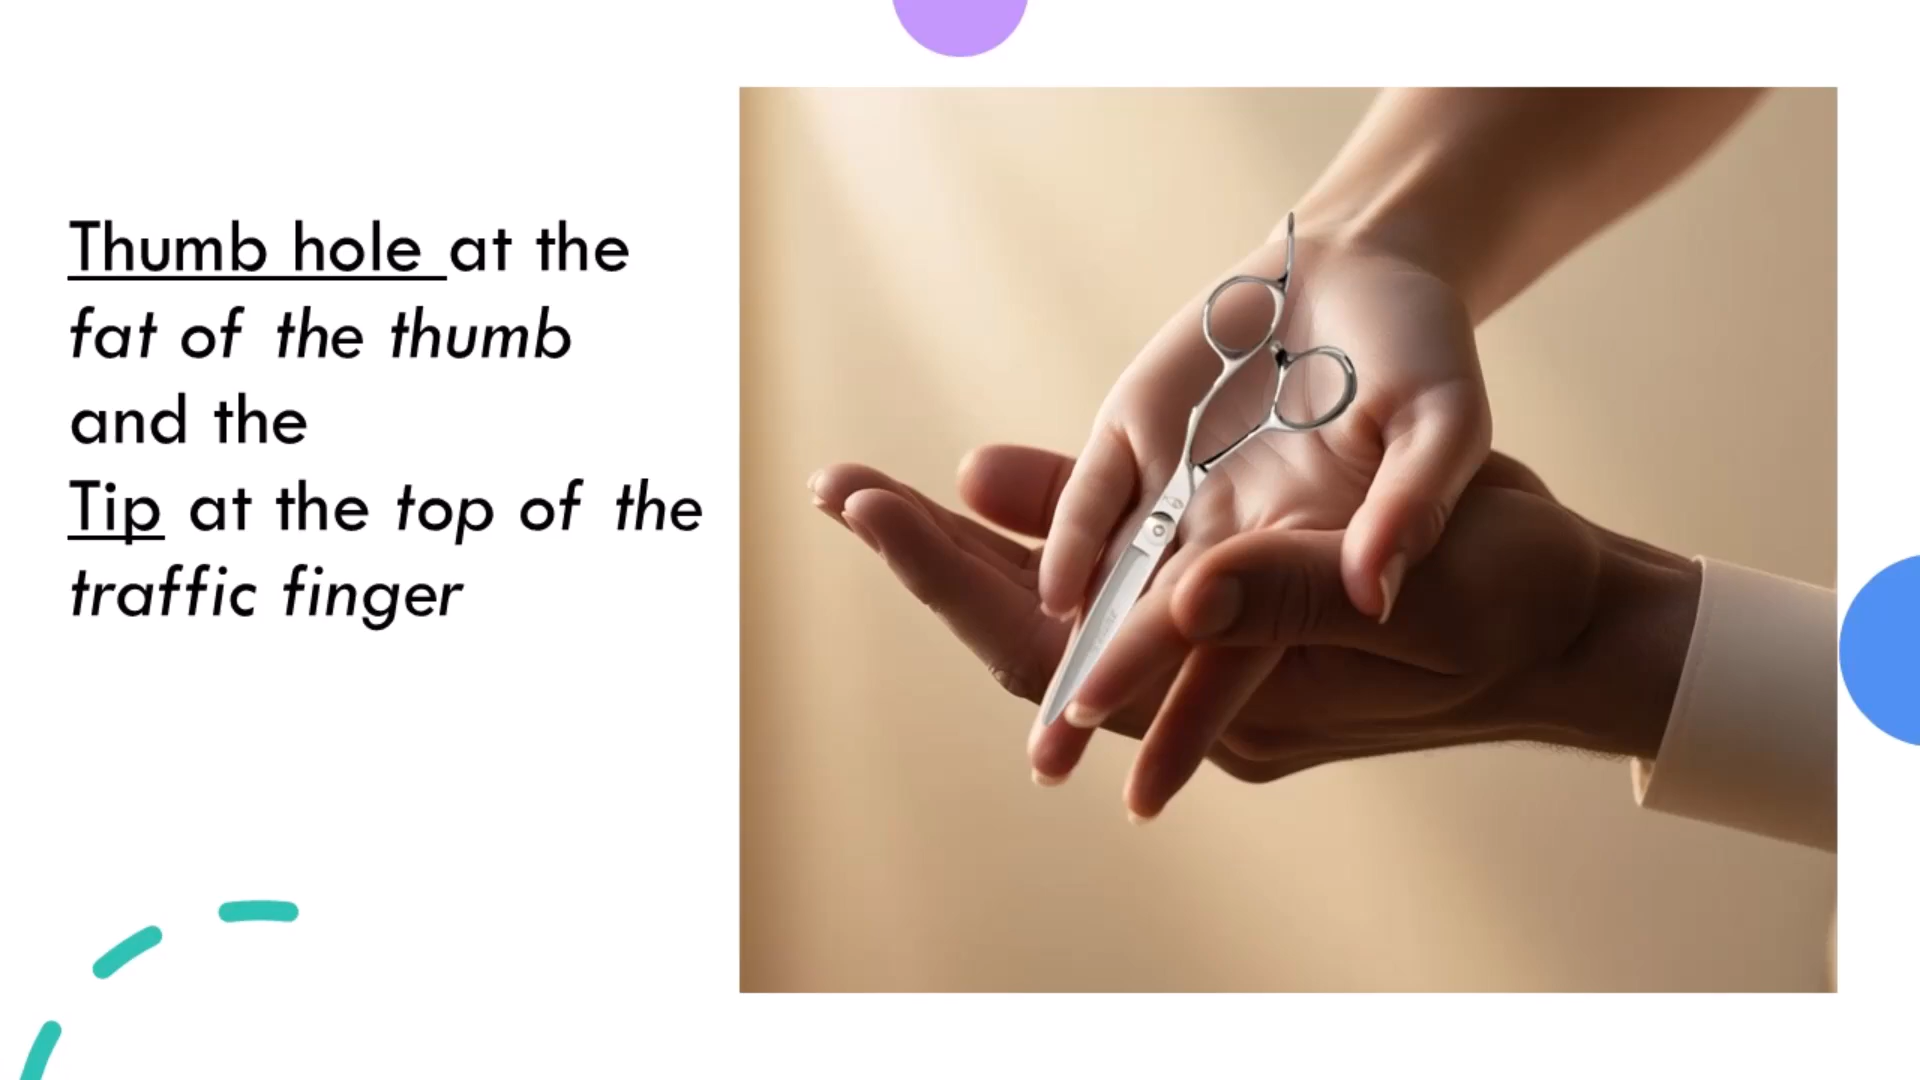 Thumb hole at the
fat of the thumb
and the
Tip at the top of the
traffic finger